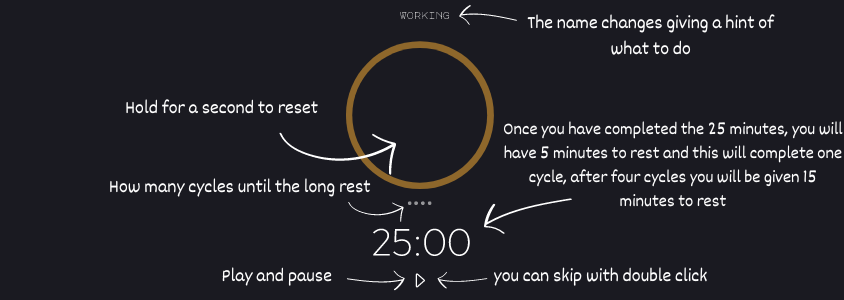 WORKING
The name changes giving a hint of
what to do
Hold for a second to reset
Once you have completed the 25 minutes, you will
have 5 minutes to rest and this will complete one
cycle, after four cycles you will be given 15
minutes to rest
How many cycles until the long rest
25:00
Play and pause
you can skip with double click